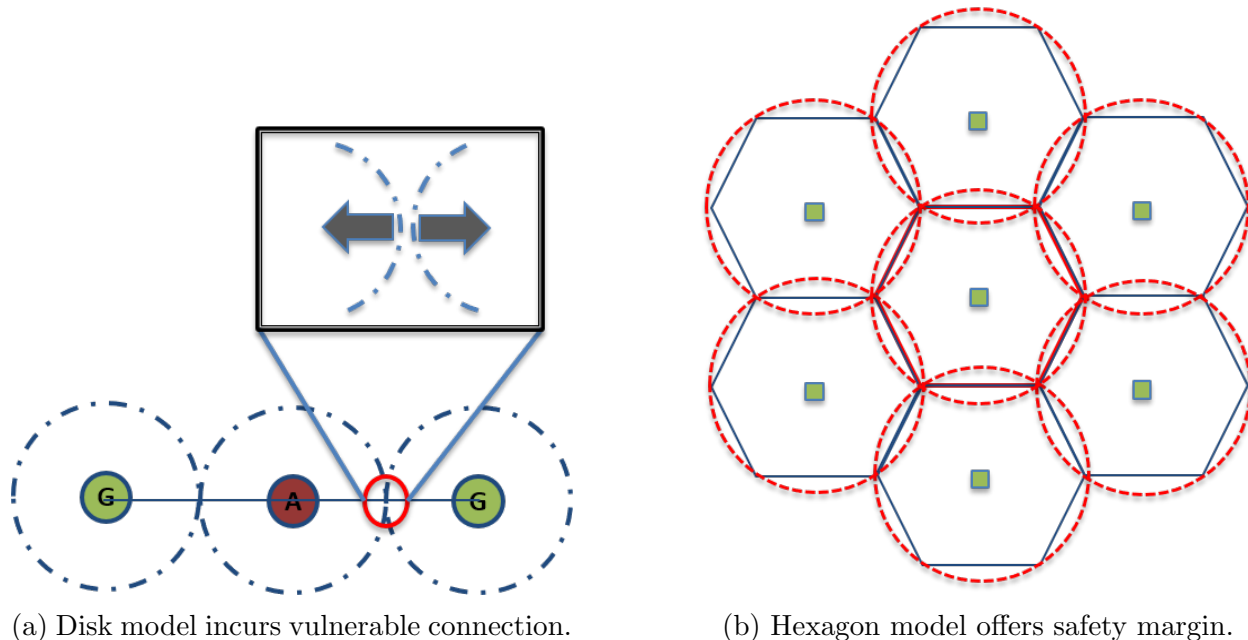 G A G
(a) Disk model incurs vulnerable connection.
(b) Hexagon model offers safety margin.